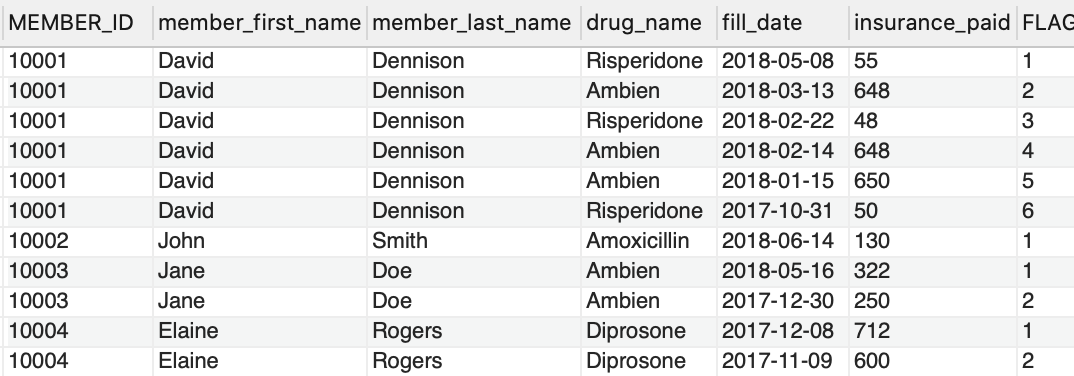 MEMBER_ID member_first_name member_last_name drug_name fill_date insurance_paid FLAG
10001 David Dennison Risperidone 2018-05-08 55 1
10001 David Dennison Ambien 2018-03-13 648 2
10001 David Dennison Risperidone 2018-02-22 48 3
10001 David Dennison Ambien 2018-02-14 648 4
10001 David Dennison Ambien 2018-01-15 650 5
10001 David Dennison Risperidone 2017-10-31 50 6
10002 John Smith Amoxicillin 2018-06-14 130 1
10003 Jane Doe Ambien 2018-05-16 322 1
10003 Jane Doe Ambien 2017-12-30 250 2
10004 Elaine Rogers Diprosone 2017-12-08 712 1
10004 Elaine Rogers Diprosone 2017-11-09 600 2